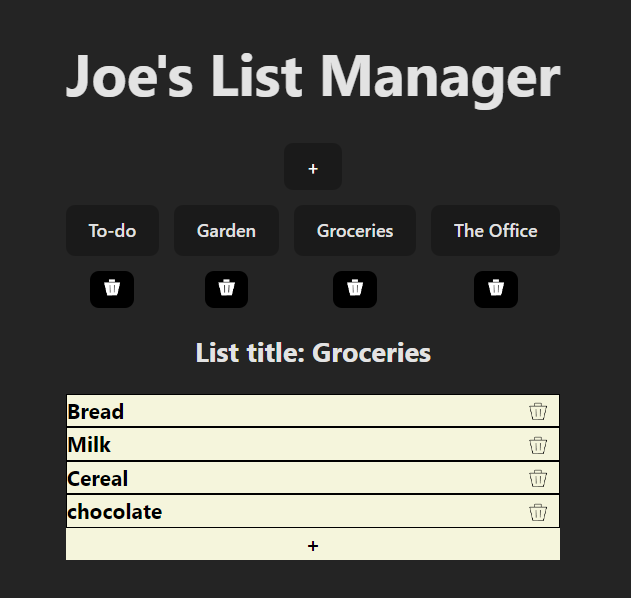 Joe's List Manager
+
To-do Garden Groceries The Office
List title: Groceries
Bread
Milk
Cereal
chocolate
+